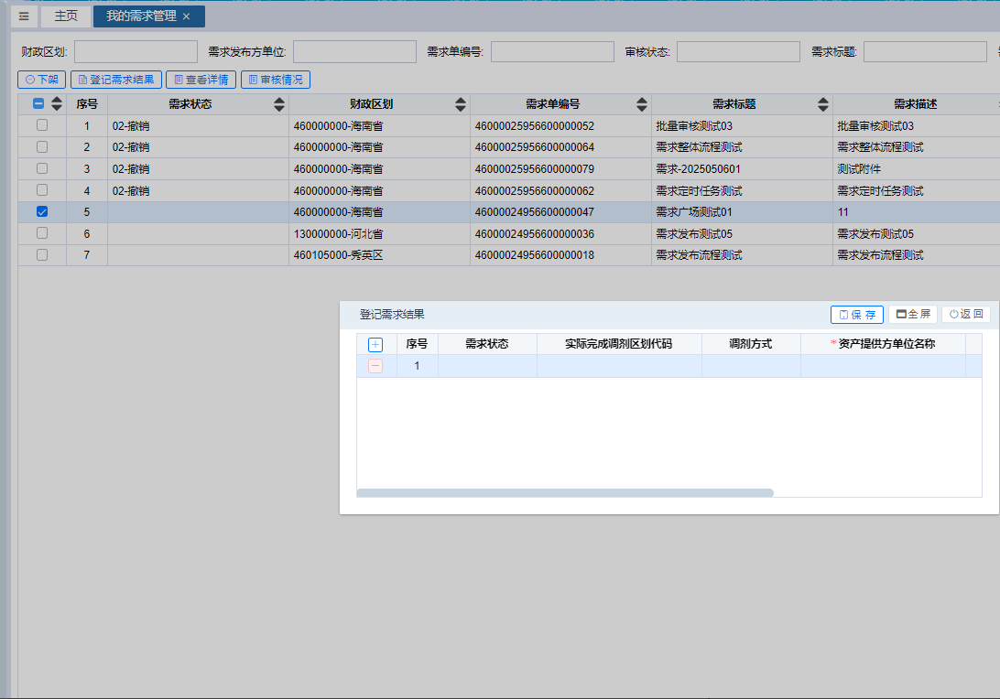 主页 我的需求管理 ×
财政区划: 需求发布方单位: 需求单编号: 审核状态: 需求标题:
下架 登记需求结果 查看详情 审核情况
序号 需求状态 财政区划 需求单编号 需求标题 需求描述
1 02-撤销 460000000-海南省 46000025956600000052 批量审核测试03 批量审核测试03
2 02-撤销 460000000-海南省 46000025956600000064 需求整体流程测试 需求整体流程测试
3 02-撤销 460000000-海南省 46000025956600000079 需求-2025050601 测试附件
4 02-撤销 460000000-海南省 46000025956600000062 需求定时任务测试 需求定时任务测试
5 460000000-海南省 46000024956600000047 需求广场测试01 11
6 130000000-河北省 46000024956600000036 需求发布测试05 需求发布测试05
7 460105000-秀英区 46000024956600000018 需求发布流程测试 需求发布流程测试
登记需求结果 保 存 全 屏 返 回
序号 需求状态 实际完成调剂区划代码 调剂方式 *资产提供方单位名称
1